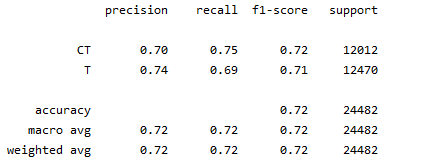 precision recall f1-score support
CT 0.70 0.75 0.72 12012
T 0.74 0.69 0.71 12470
accuracy 0.72 24482
macro avg 0.72 0.72 0.72 24482
weighted avg 0.72 0.72 0.72 24482